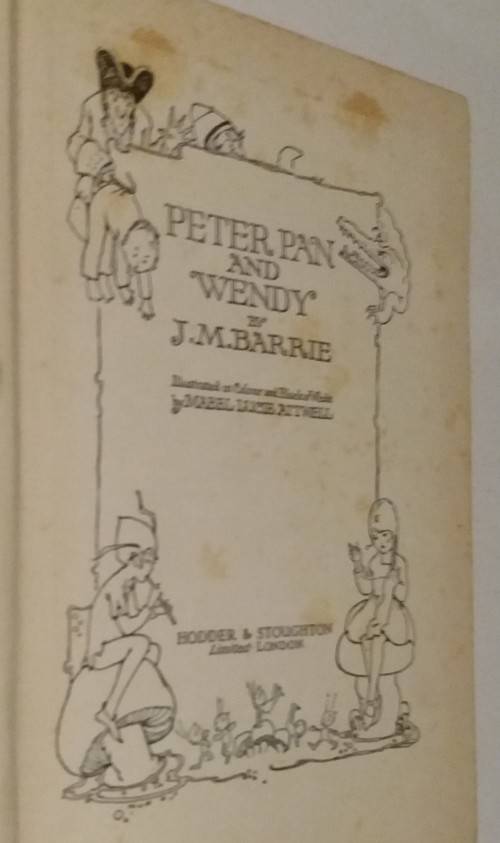 PETER PAN
AND
WENDY
BY
J.M. BARRIE
Illustrated in Colour and Black & White
by MABEL LUCIE ATTWELL
HODDER & STOUGHTON
Limited LONDON